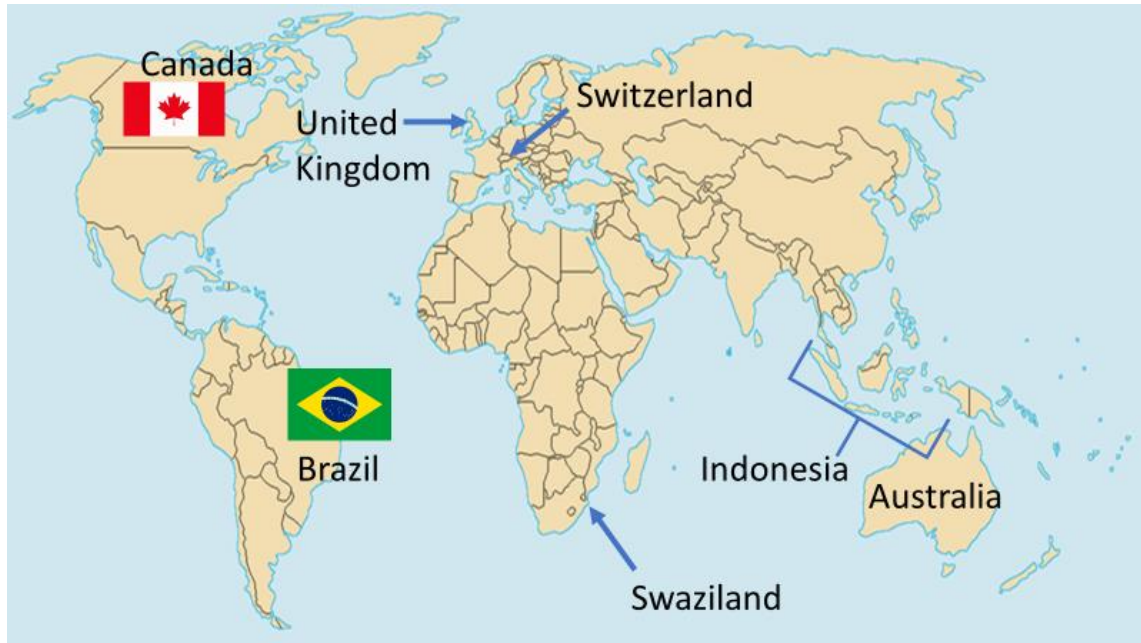 Canada
United
Kingdom
Switzerland
Brazil
Indonesia
Australia
Swaziland